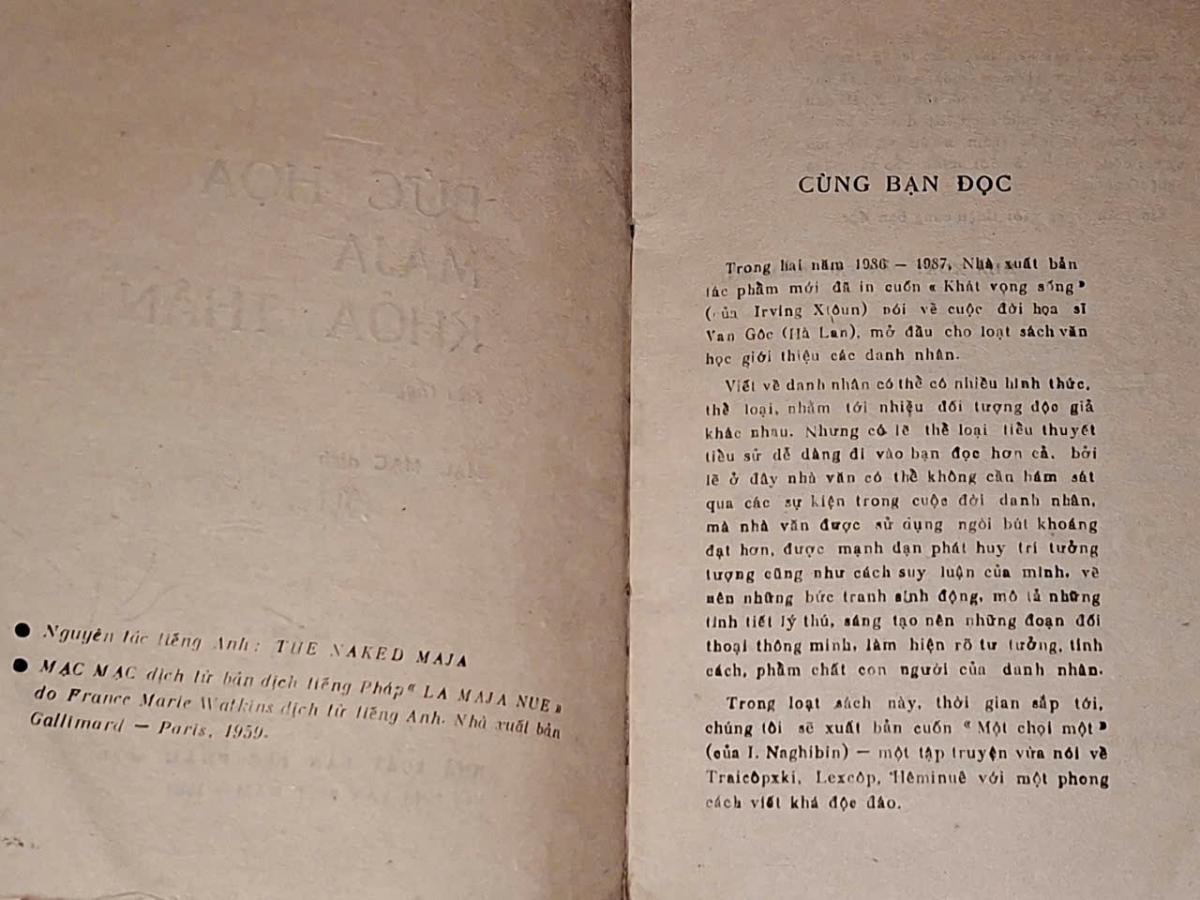 ● Nguyên tác tiếng Anh: THE NAKED MAJA
● MẠC MẠC dịch từ bản dịch tiếng Pháp « LA MAJA NUE »
do France Marie Watkins dịch từ tiếng Anh. Nhà xuất bản
Gallimard — Paris, 1959.
CÙNG BẠN ĐỌC
Trong hai năm 1986 — 1987, Nhà xuất bản
tác phẩm mới đã in cuốn « Khát vọng sống »
(của Irving Xtôun) nói về cuộc đời họa sĩ
Van Gôc (Hà Lan), mở đầu cho loạt sách văn
học giới thiệu các danh nhân.
Viết về danh nhân có thể có nhiều hình thức,
thể loại, nhằm tới nhiều đối tượng độc giả
khác nhau. Nhưng có lẽ thể loại tiểu thuyết
tiểu sử dễ dàng đi vào bạn đọc hơn cả, bởi
lẽ ở đây nhà văn có thể không cần bám sát
qua các sự kiện trong cuộc đời danh nhân,
mà nhà văn được sử dụng ngòi bút khoáng
đạt hơn, được mạnh dạn phát huy trí tưởng
tượng cũng như cách suy luận của mình, vẽ
nên những bức tranh sinh động, mô tả những
tình tiết lý thú, sáng tạo nên những đoạn đối
thoại thông minh, làm hiện rõ tư tưởng, tính
cách, phẩm chất con người của danh nhân.
Trong loạt sách này, thời gian sắp tới,
chúng tôi sẽ xuất bản cuốn « Một chọi một »
(của I. Naghibin) — một tập truyện vừa nói về
Traicôpxki, Lexcôp, Hêminuê với một phong
cách viết khá độc đáo.